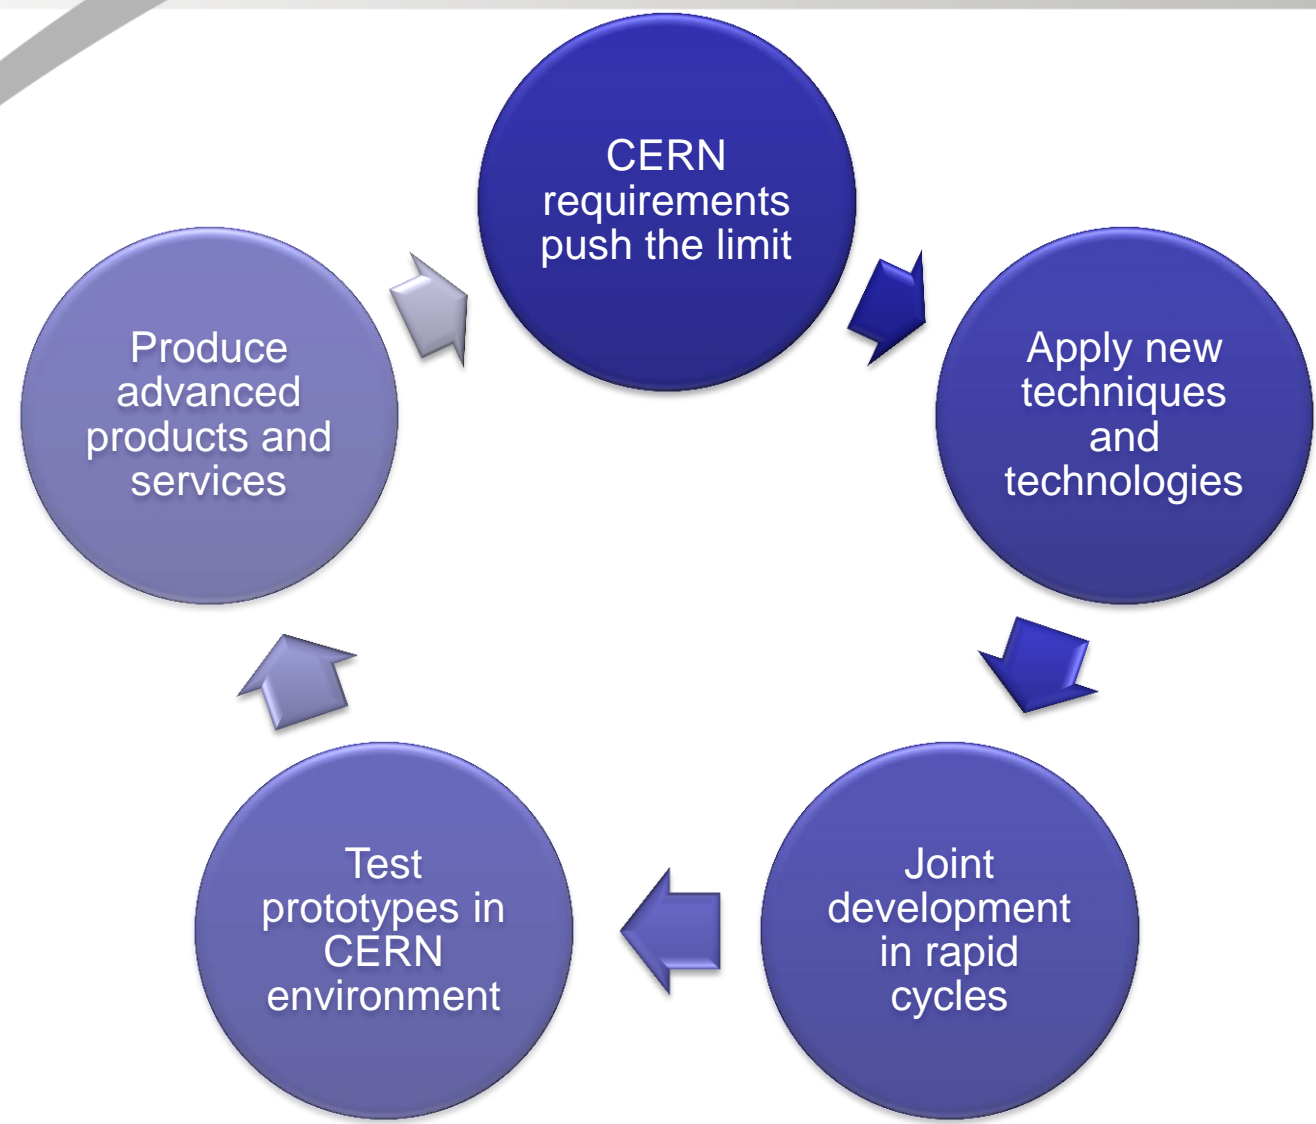 CERN
requirements
push the limit
Apply new
techniques
and
technologies
Joint
development
in rapid
cycles
Test
prototypes in
CERN
environment
Produce
advanced
products and
services